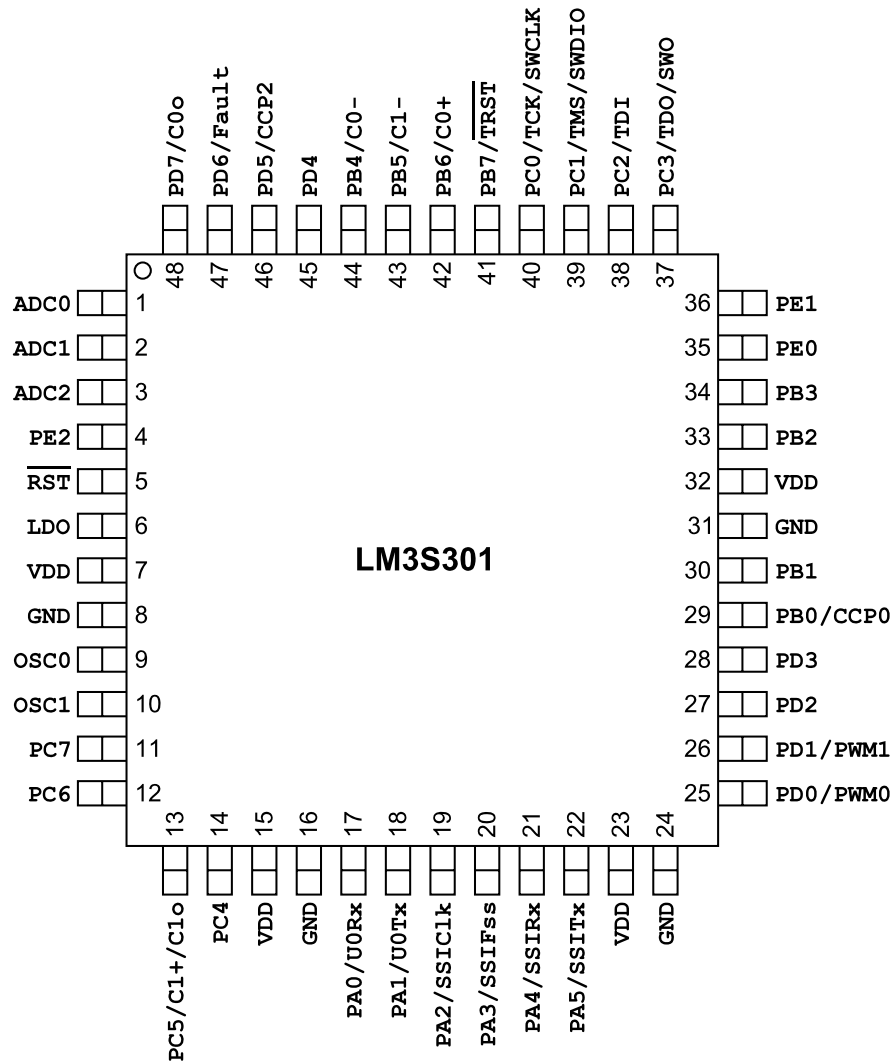 PD7/C0o
PD6/Fault
PD5/CCP2
PD4
PB4/C0-
PB5/C1-
PB6/C0+
PB7/TRST
PC0/TCK/SWCLK
PC1/TMS/SWDIO
PC2/TDI
PC3/TDO/SWO
48
47
46
45
44
43
42
41
40
39
38
37
ADC0 1
ADC1 2
ADC2 3
PE2 4
RST 5
LDO 6
VDD 7
GND 8
OSC0 9
OSC1 10
PC7 11
PC6 12
LM3S301
36 PE1
35 PE0
34 PB3
33 PB2
32 VDD
31 GND
30 PB1
29 PB0/CCP0
28 PD3
27 PD2
26 PD1/PWM1
25 PD0/PWM0
13
14
15
16
17
18
19
20
21
22
23
24
PC5/C1+/C1o
PC4
VDD
GND
PA0/U0Rx
PA1/U0Tx
PA2/SSIClk
PA3/SSIFss
PA4/SSIRx
PA5/SSITx
VDD
GND